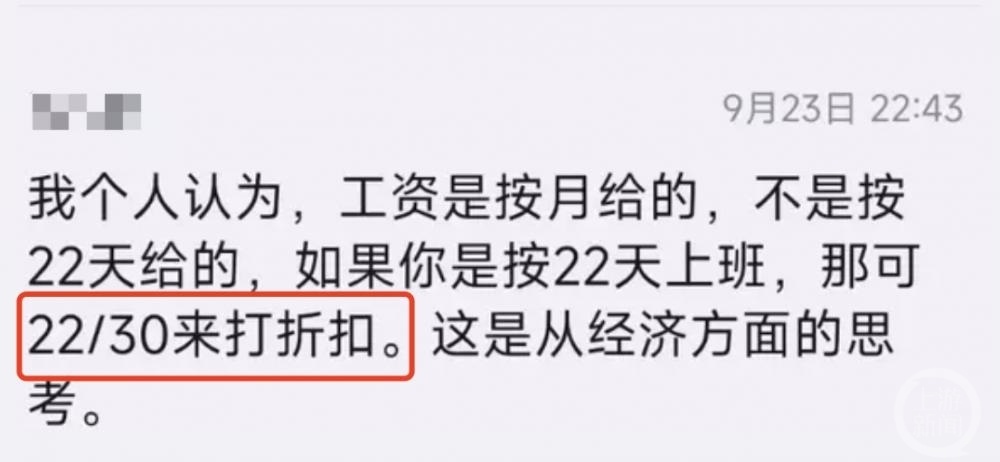 9月23日 22:43
我个人认为，工资是按月给的，不是按
22天给的，如果你是按22天上班，那可
22/30来打折扣。这是从经济方面的思
考。